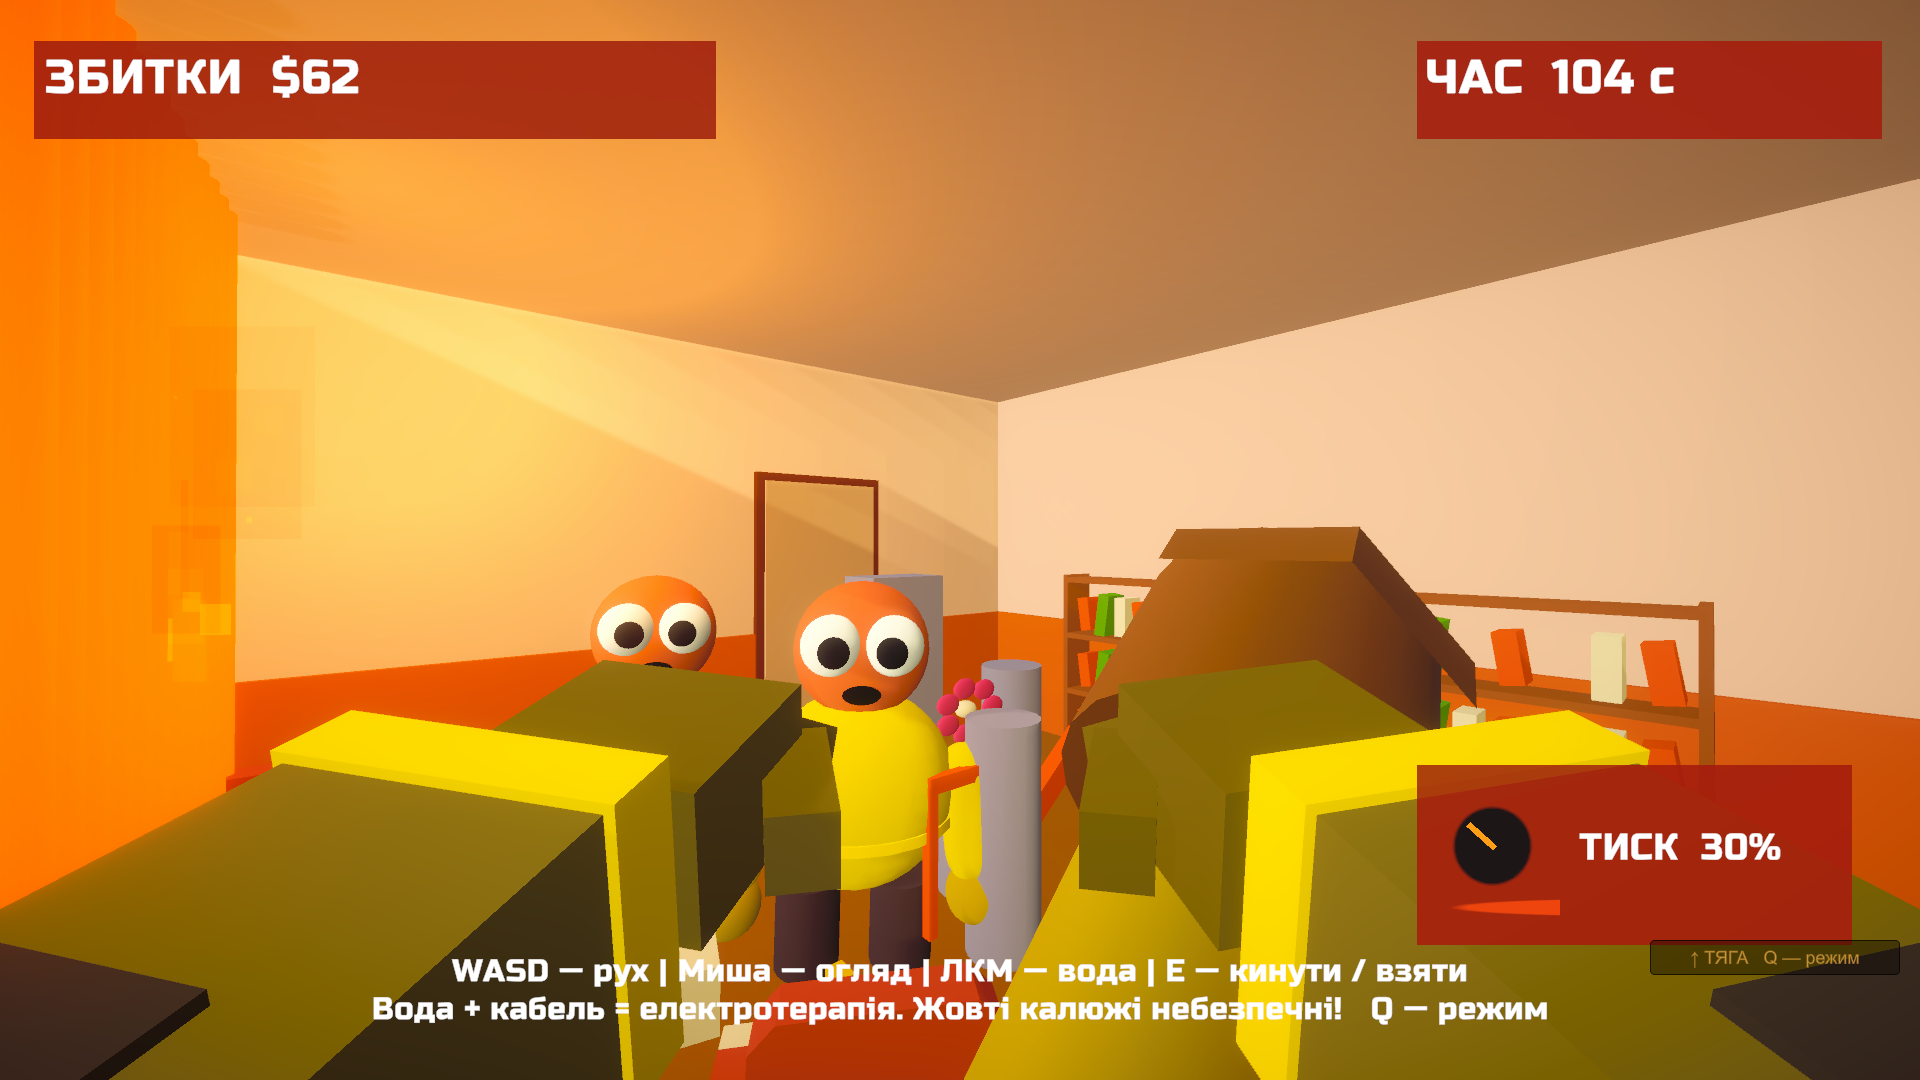 ЗБИТКИ $62
ЧАС 104 с
ТИСК 30%
↑ ТЯГА Q — режим
WASD — рух | Миша — огляд | ЛКМ — вода | E — кинути / взяти
Вода + кабель = електротерапія. Жовті калюжі небезпечні! Q — режим